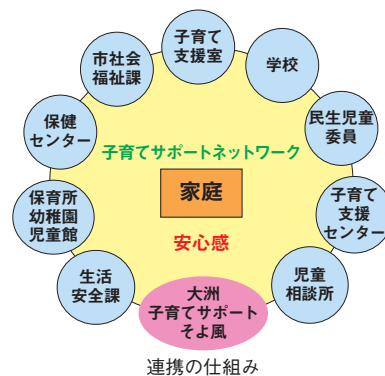 子育て
支援室
市社会
福祉課
学校
保健
センター
民生児童
委員
子育てサポートネットワーク
家庭
保育所
幼稚園
児童館
子育て
支援
センター
安心感
生活
安全課
大洲
子育てサポート
そよ風
児童
相談所
連携の仕組み